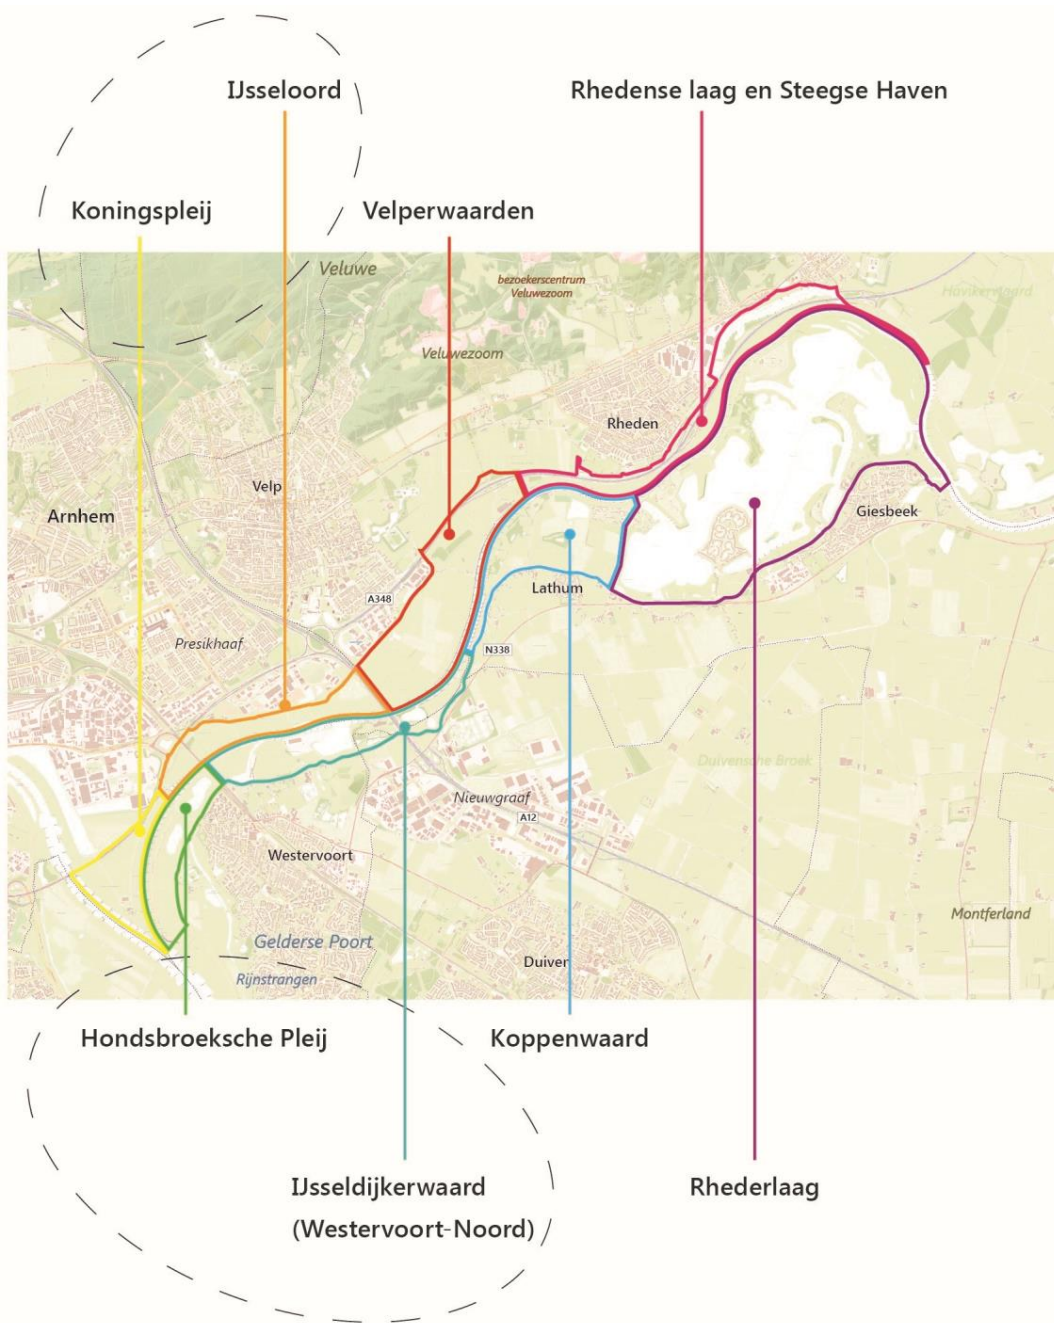 IJsseloord
Rhedense laag en Steegse Haven
Koningspleij
Velperwaarden
Veluwe
bezoekerscentrum
Veluwezoom
Havikerwaard
Veluwezoom
Rheden
Velp
Arnhem
Giesbeek
A348
Lathum
Presikhaaf
N338
Duivensche Broek
Nieuwgraaf
A12
Westervoort
Montferland
Gelderse Poort
Duiven
Rijnstrangen
Hondsbroeksche Pleij
Koppenwaard
IJsseldijkerwaard
(Westervoort-Noord)
Rhederlaag